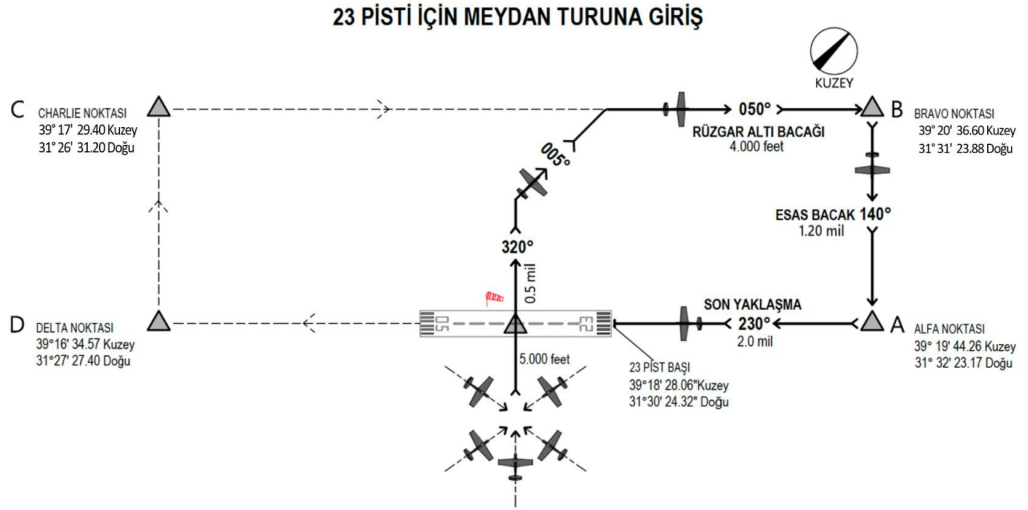 23 PİSTİ İÇİN MEYDAN TURUNA GİRİŞ
KUZEY
C
CHARLIE NOKTASI
39° 17' 29.40 Kuzey
31° 26' 31.20 Doğu
050°
RÜZGAR ALTI BACAĞI
4.000 feet
B
BRAVO NOKTASI
39° 20' 36.60 Kuzey
31° 31' 23.88 Doğu
005°
ESAS BACAK 140°
1.20 mil
320°
0.5 mil
D
DELTA NOKTASI
39°16' 34.57 Kuzey
31°27' 27.40 Doğu
05
23
SON YAKLAŞMA
230°
2.0 mil
A
ALFA NOKTASI
39° 19' 44.26 Kuzey
31° 32' 23.17 Doğu
5.000 feet
23 PİST BAŞI
39°18' 28.06"Kuzey
31°30' 24.32" Doğu